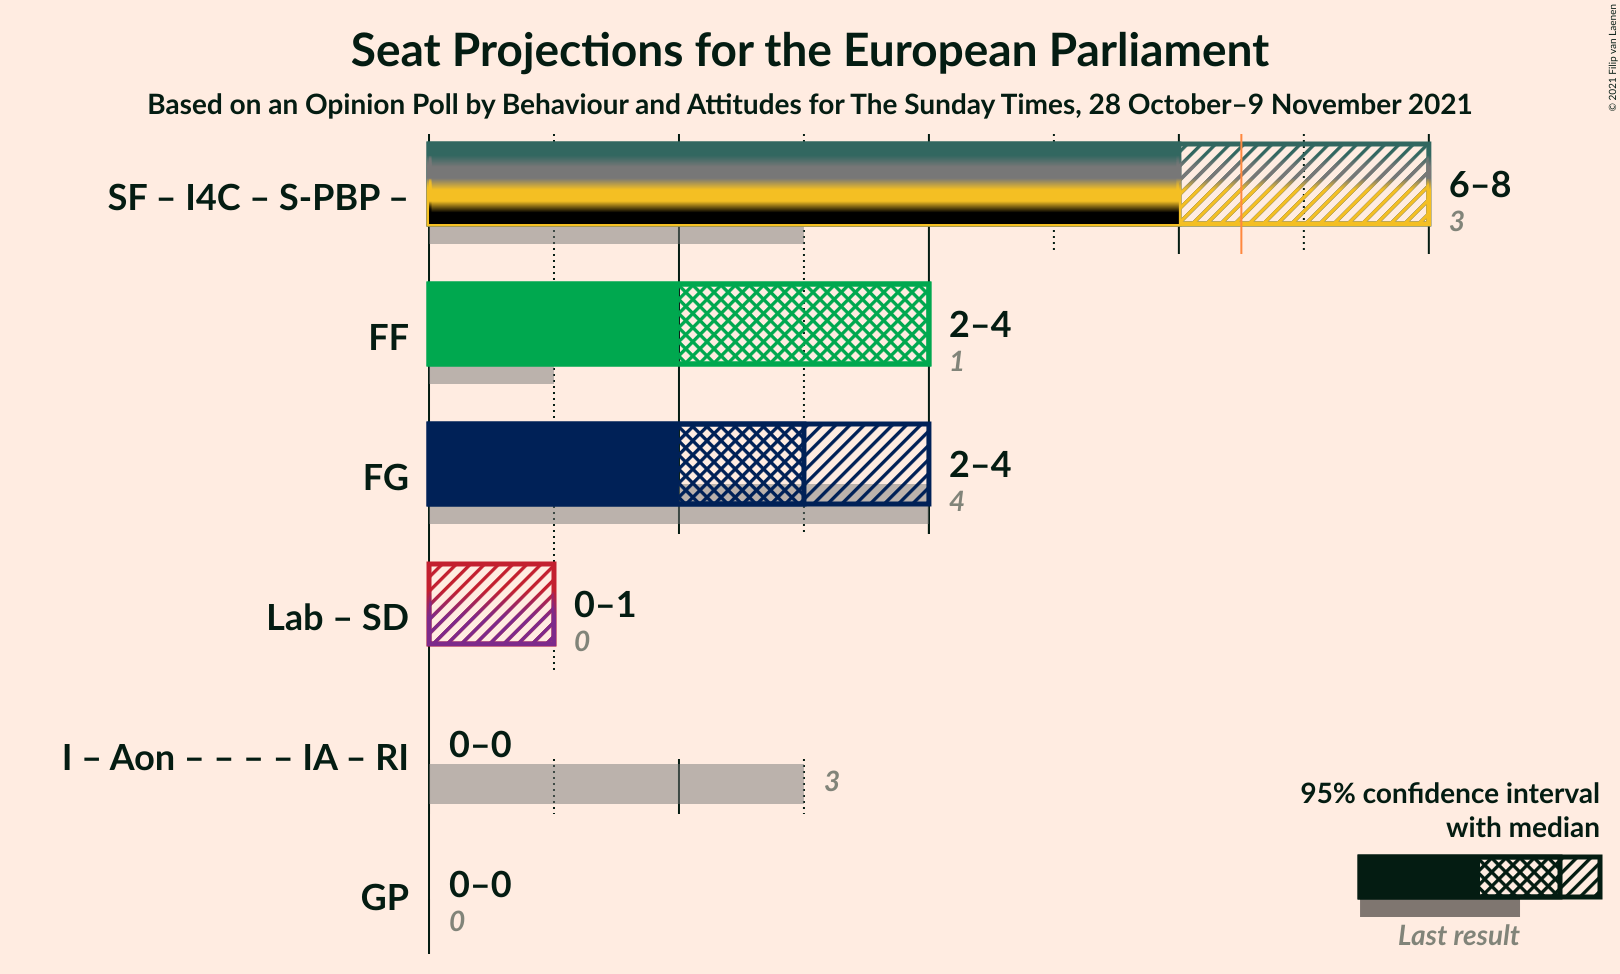 Seat Projections for the European Parliament
Based on an Opinion Poll by Behaviour and Attitudes for The Sunday Times, 28 October–9 November 2021
© 2021 Filip van Laenen
SF – I4C – S-PBP –
6–8
3
FF
2–4
1
FG
2–4
4
Lab – SD
0–1
0
I – Aon – – – – IA – RI
0–0
3
GP
0–0
0
95% confidence interval
with median
Last result